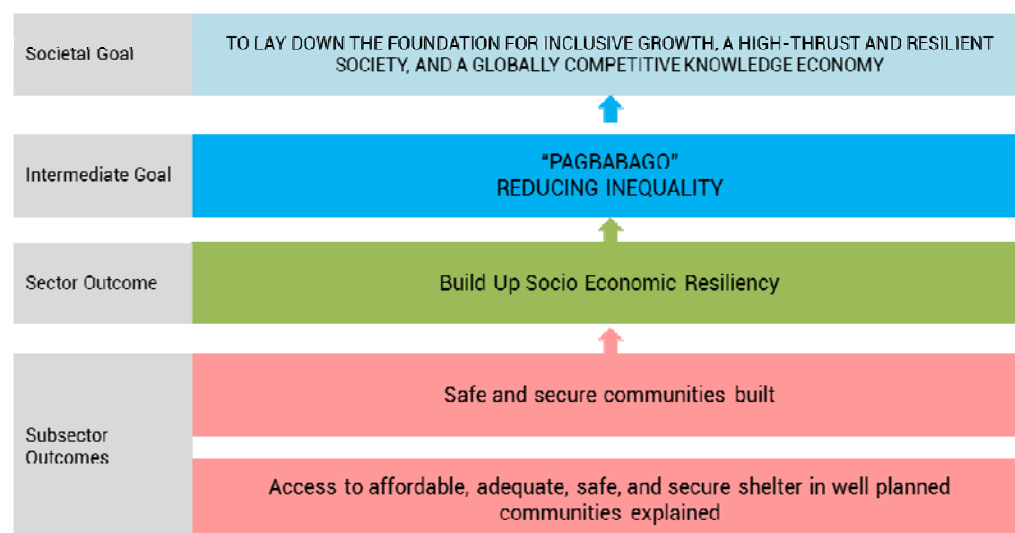 Societal Goal
TO LAY DOWN THE FOUNDATION FOR INCLUSIVE GROWTH, A HIGH-THRUST AND RESILIENT
SOCIETY, AND A GLOBALLY COMPETITIVE KNOWLEDGE ECONOMY
Intermediate Goal
“PAGBABAGO”
REDUCING INEQUALITY
Sector Outcome
Build Up Socio Economic Resiliency
Subsector
Outcomes
Safe and secure communities built
Access to affordable, adequate, safe, and secure shelter in well planned
communities explained